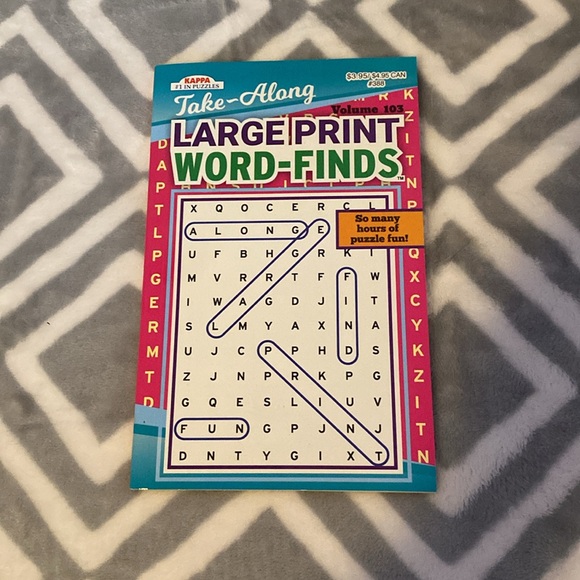 KAPPA
#1 IN PUZZLES
$3.95/$4.95 CAN
#388
Take-Along
Volume 103
LARGE PRINT
WORD-FINDS™
So many
hours of
puzzle fun!
X Q O C E R C L
A L O N G E
U F B H G R K I
M V R R T F F W
I W A G D J I T
S L M Y A X N A
U J C P P H D S
Z J N P R K P G
G Q E S L I U V
F U N G P J N J
D N T Y G I X T
D
A
P
T
L
P
G
E
R
M
T
D
K
Z
I
T
N
P
Q
X
C
Y
K
Z
I
T
N